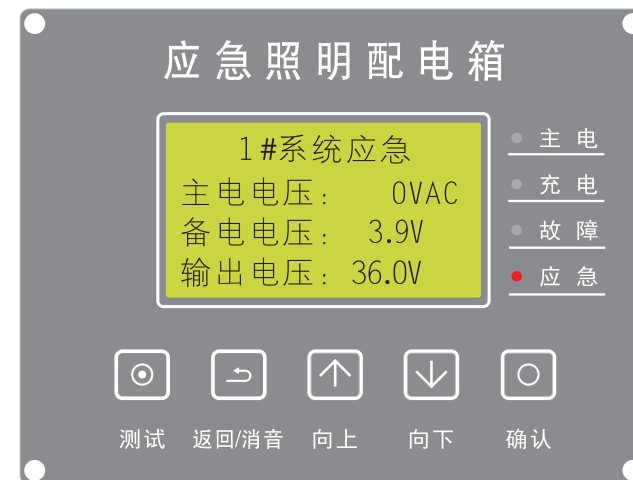 应急照明配电箱
1#系统应急
主电电压: 0VAC
备电电压: 3.9V
输出电压: 36.0V
主电
充电
故障
应急
测试 返回/消音 向上 向下 确认